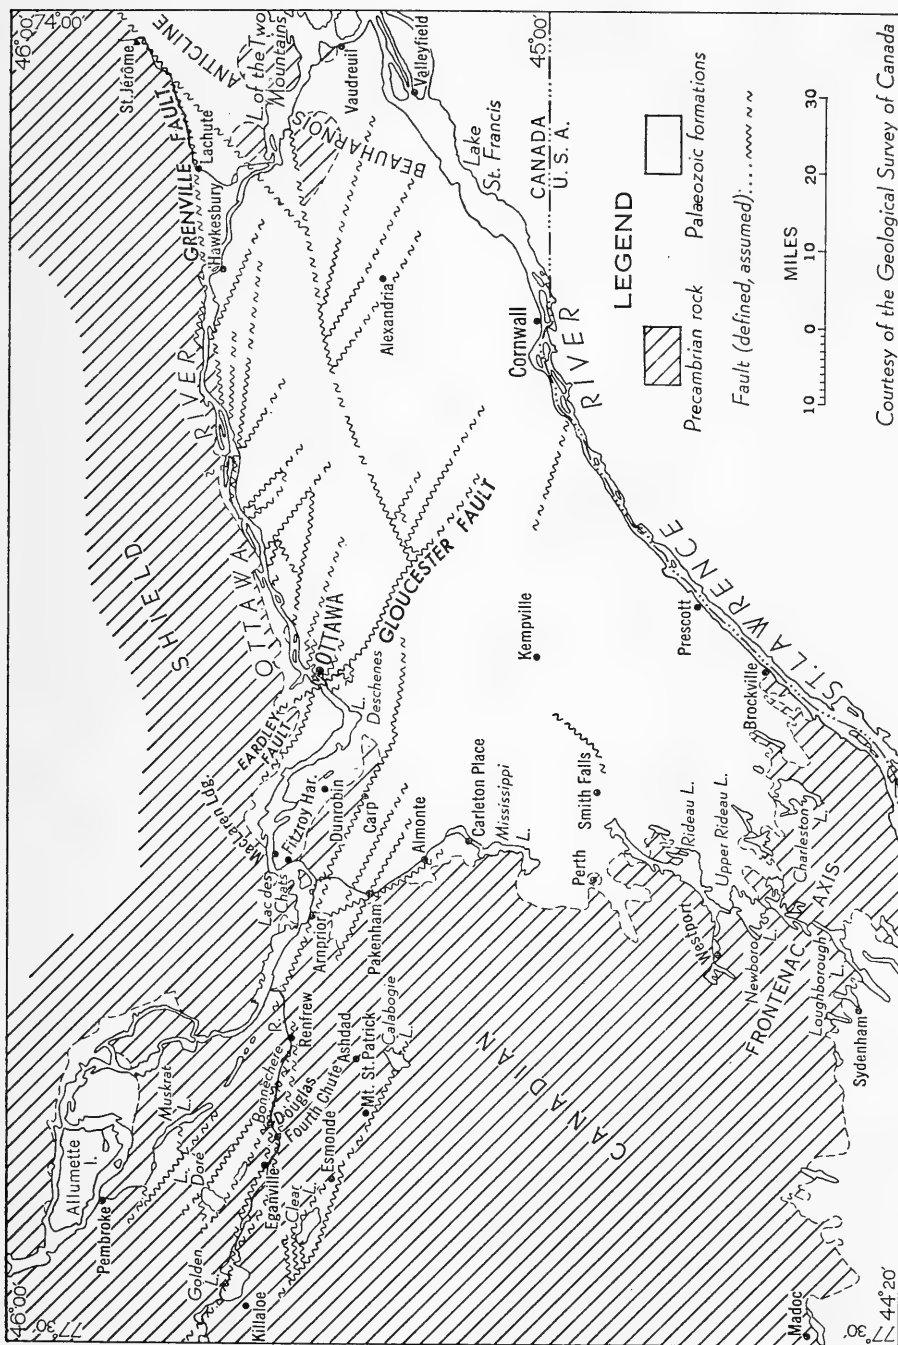 46°00'
77°30'
46°00'
74°00'
St.Jérôme
ANTICLINE
L. of the Two
Mountains
Vaudreuil
Valleyfield
BEAUHARNOIS
GRENVILLE FAULT
Lachute
Hawkesbury
Lake
St. Francis
45°00'
CANADA
U.S.A.
Alexandria
Cornwall
SHIELD
OTTAWA RIVER
OTTAWA
GLOUCESTER FAULT
EARDLEY
FAULT
L.
Deschenes
Kempville
Prescott
Brockville
ST. LAWRENCE RIVER
MacLaren Ldg.
Fitzroy Har.
Dunrobin
Carp
Lac des
Chats
Arnprior
Pakenham
Almonte
Carleton Place
Mississippi
L.
Smith Falls
Perth
Rideau L.
Upper Rideau L.
Westport
Newboro
L.
Charleston
L.
FRONTENAC AXIS
Loughborough
L.
Sydenham
Allumette
I.
Pembroke
Muskrat
L.
L.
Doré
Bonnechere R.
Renfrew
Douglas
Fourth Chute
Ashdad
Mt. St. Patrick
Calabogie
L.
Eganville
Esmonde
Clear
L.
Golden
L.
Killaloe
CANADIAN
Madoc
77°30'
44°20'
LEGEND
Precambrian rock
Palaeozoic formations
Fault (defined, assumed):....
MILES
10 0 10 20 30
Courtesy of the Geological Survey of Canada